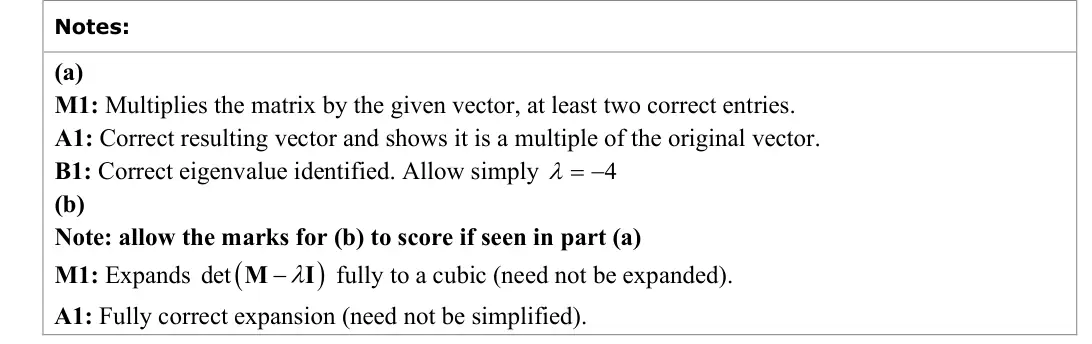 Notes:
(a)
M1: Multiplies the matrix by the given vector, at least two correct entries.
A1: Correct resulting vector and shows it is a multiple of the original vector.
B1: Correct eigenvalue identified. Allow simply λ = −4
(b)
Note: allow the marks for (b) to score if seen in part (a)
M1: Expands det(M − λI) fully to a cubic (need not be expanded).
A1: Fully correct expansion (need not be simplified).